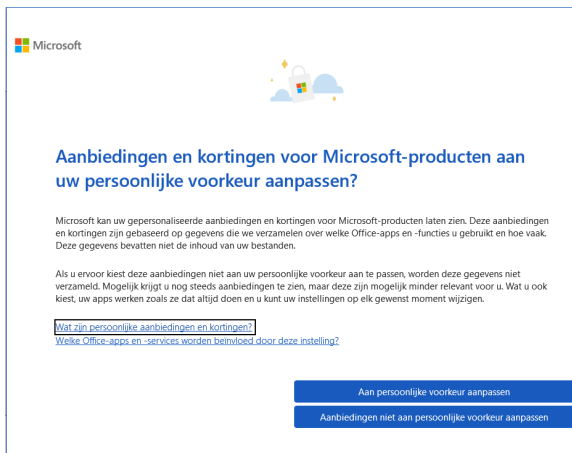 Microsoft
Aanbiedingen en kortingen voor Microsoft-producten aan
uw persoonlijke voorkeur aanpassen?
Microsoft kan uw gepersonaliseerde aanbiedingen en kortingen voor Microsoft-producten laten zien. Deze aanbiedingen
en kortingen zijn gebaseerd op gegevens die we verzamelen over welke Office-apps en -functies u gebruikt en hoe vaak.
Deze gegevens bevatten niet de inhoud van uw bestanden.
Als u ervoor kiest deze aanbiedingen niet aan uw persoonlijke voorkeur aan te passen, worden deze gegevens niet
verzameld. Mogelijk krijgt u nog steeds aanbiedingen te zien, maar deze zijn mogelijk minder relevant voor u. Wat u ook
kiest, uw apps werken zoals ze dat altijd doen en u kunt uw instellingen op elk gewenst moment wijzigen.
Wat zijn persoonlijke aanbiedingen en kortingen?
Welke Office-apps en -services worden beïnvloed door deze instelling?
Aan persoonlijke voorkeur aanpassen
Aanbiedingen niet aan persoonlijke voorkeur aanpassen